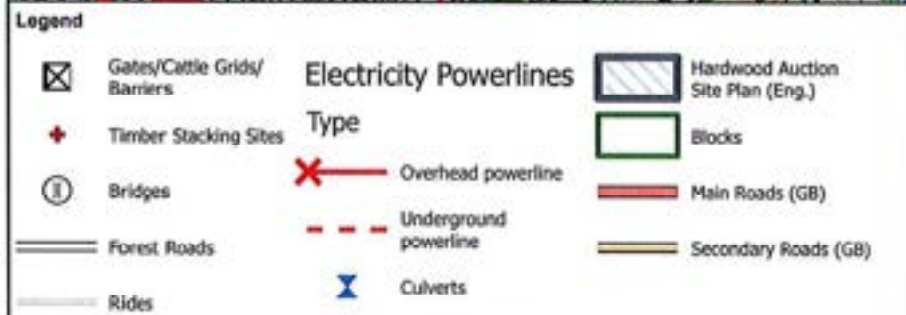 Legend
Gates/Cattle Grids/
Barriers
Timber Stacking Sites
Bridges
Forest Roads
Rides
Electricity Powerlines
Type
Overhead powerline
Underground
powerline
Culverts
Hardwood Auction
Site Plan (Eng.)
Blocks
Main Roads (GB)
Secondary Roads (GB)